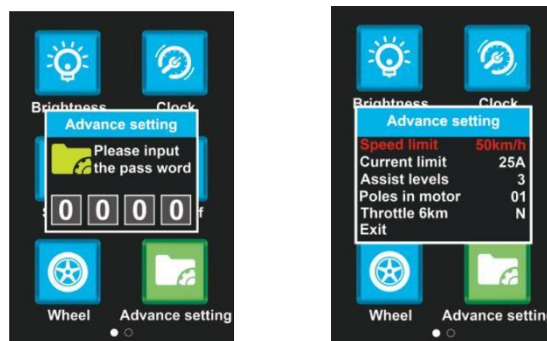 Brightness
Clock
Advance setting
Please input
the pass word
0 0 0 0
Wheel
Advance setting
Brightness
Clock
Advance setting
Speed limit 50km/h
Current limit 25A
Assist levels 3
Poles in motor 01
Throttle 6km N
Exit
Wheel
Advance settin